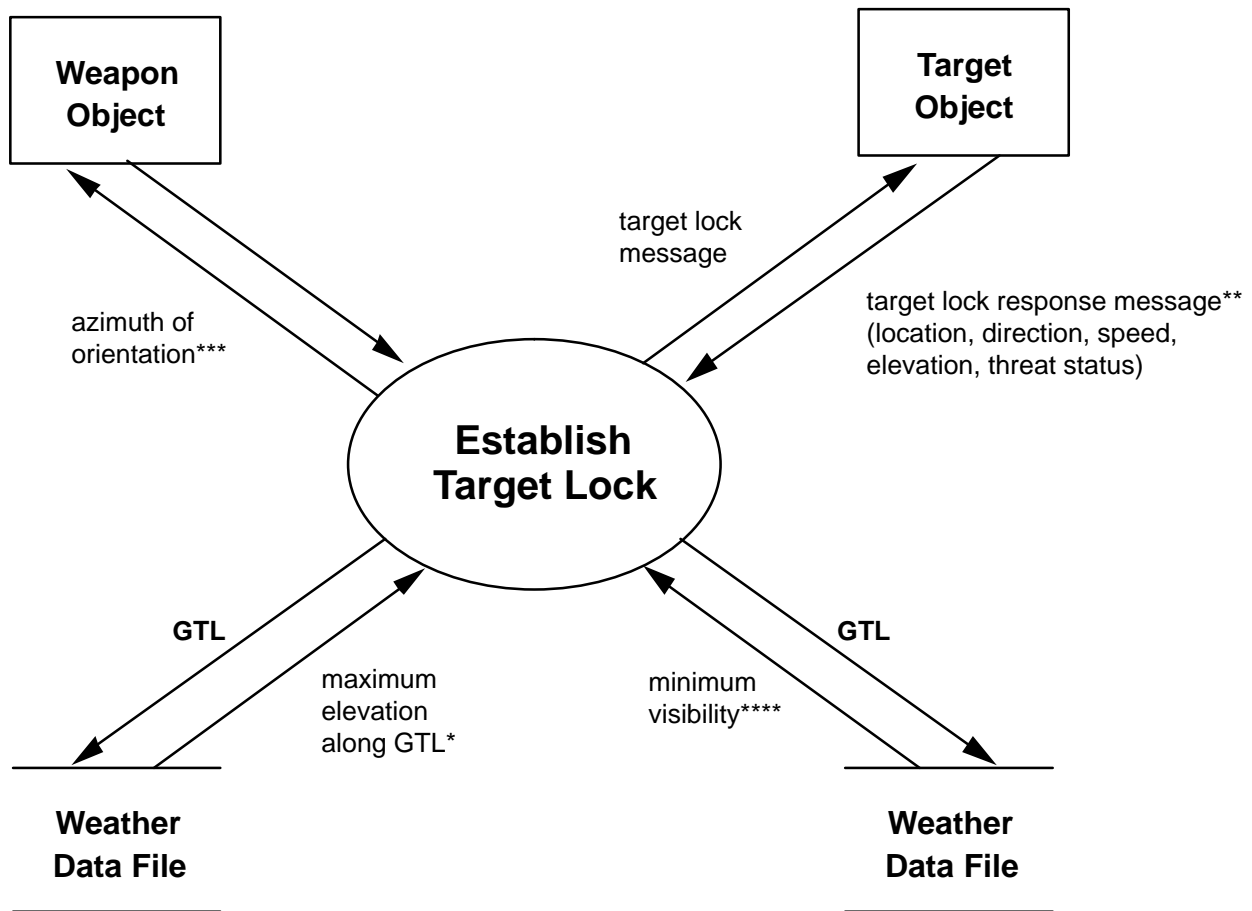 Weapon
Object
Target
Object
target lock
message
azimuth of
orientation***
target lock response message**
(location, direction, speed,
elevation, threat status)
Establish
Target Lock
GTL
GTL
maximum
elevation
along GTL*
minimum
visibility****
Weather
Data File
Weather
Data File